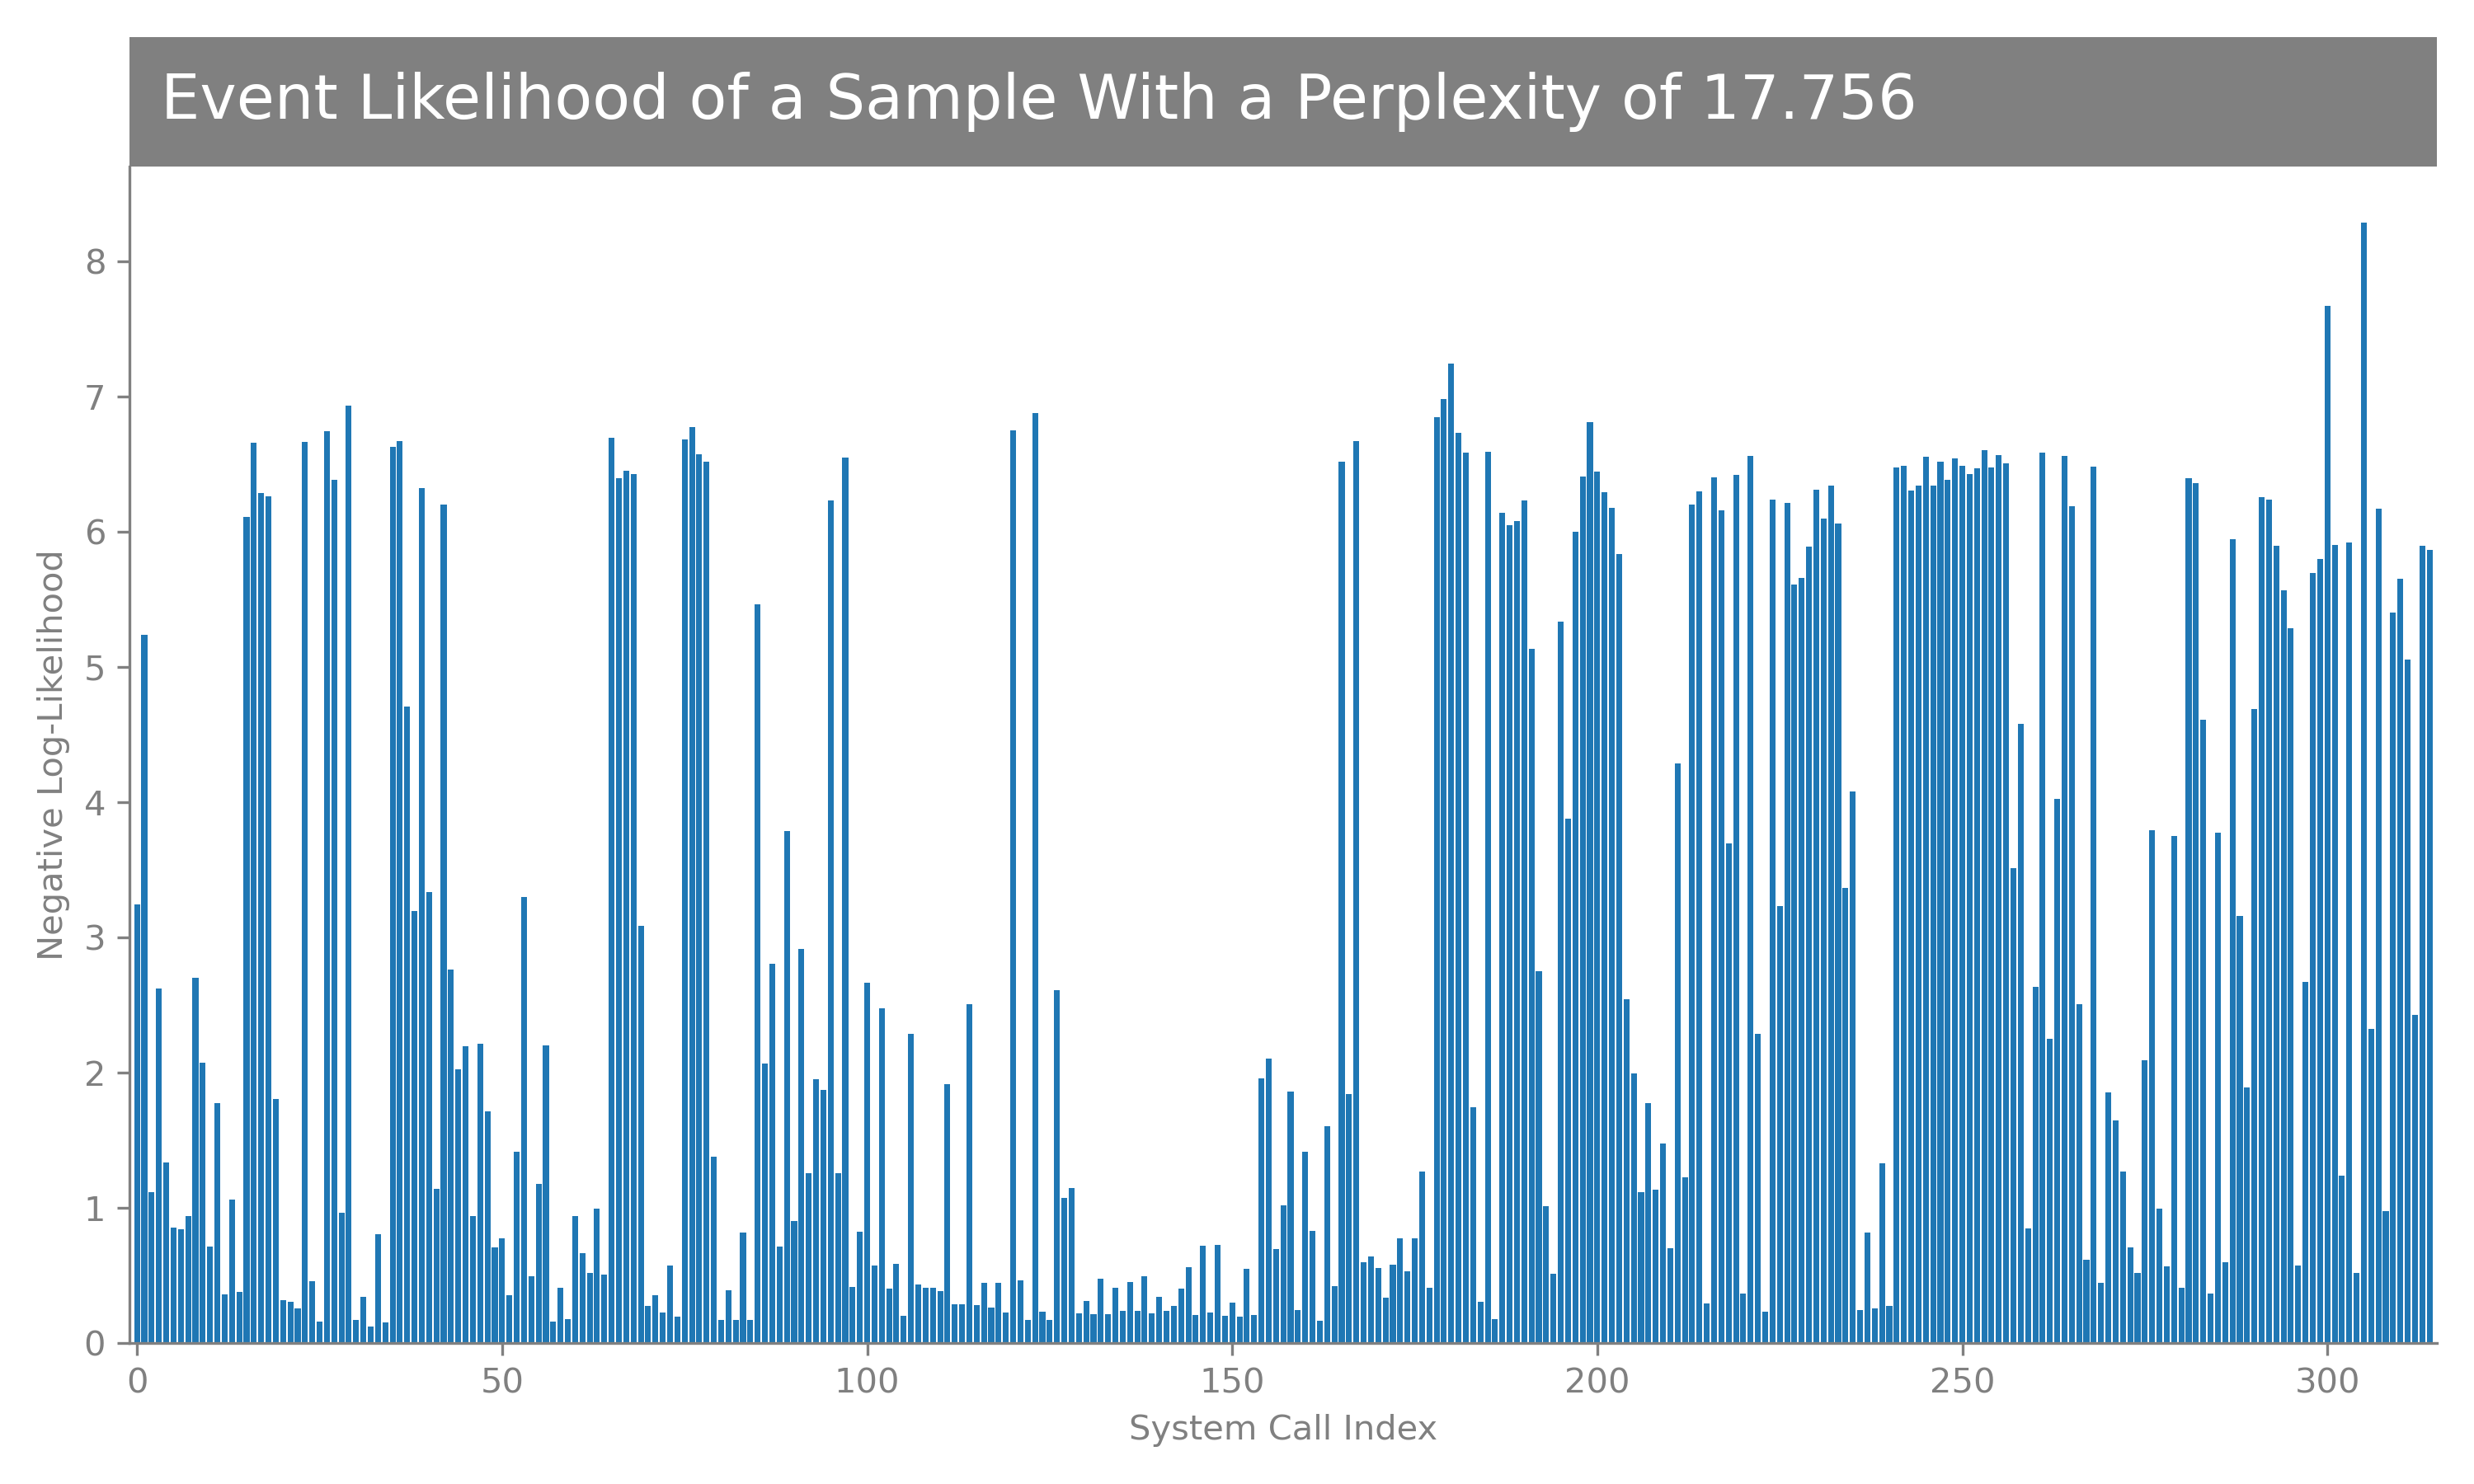 Event Likelihood of a Sample With a Perplexity of 17.756
8
7
6
5
4
3
2
1
0
Negative Log-Likelihood
0 50 100 150 200 250 300
System Call Index